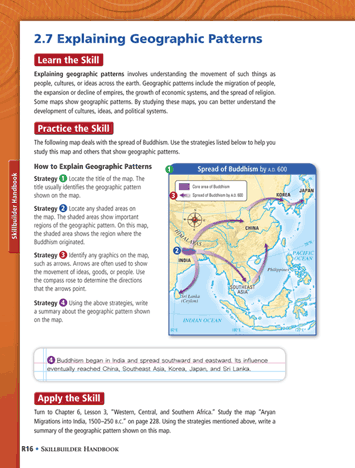 2.7 Explaining Geographic Patterns
Learn the Skill
Explaining geographic patterns involves understanding the movement of such things as
people, cultures, or ideas across the earth. Geographic patterns include the migration of people,
the expansion or decline of empires, the growth of economic systems, and the spread of religion.
Some maps show geographic patterns. By studying these maps, you can better understand the
development of cultures, ideas, and political systems.
Practice the Skill
The following map deals with the spread of Buddhism. Use the strategies listed below to help you
study this map and others that show geographic patterns.
How to Explain Geographic Patterns
Strategy 1 Locate the title of the map. The
title usually identifies the geographic pattern
shown on the map.
Strategy 2 Locate any shaded areas on
the map. The shaded areas show important
regions of the geographic pattern. On this map,
the shaded area shows the region where the
Buddhism originated.
Strategy 3 Identify any graphics on the map,
such as arrows. Arrows are often used to show
the movement of ideas, goods, or people. Use
the compass rose to determine the directions
that the arrows point.
Strategy 4 Using the above strategies, write
a summary about the geographic pattern shown
on the map.
1 Spread of Buddhism by A.D. 600
Core area of Buddhism
3 Spread of Buddhism by A.D. 600
JAPAN
KOREA
CHINA
HIMALAYAS
2
INDIA
PACIFIC
OCEAN
Philippines
SOUTHEAST
ASIA
Sri Lanka
(Ceylon)
INDIAN OCEAN
4 Buddhism began in India and spread southward and eastward. Its influence
eventually reached China, Southeast Asia, Korea, Japan, and Sri Lanka.
Apply the Skill
Turn to Chapter 6, Lesson 3, "Western, Central, and Southern Africa." Study the map "Aryan
Migrations into India, 1500–250 B.C." on page 228. Using the strategies mentioned above, write a
summary of the geographic pattern shown on this map.
R16 • SKILLBUILDER HANDBOOK
Skillbuilder Handbook